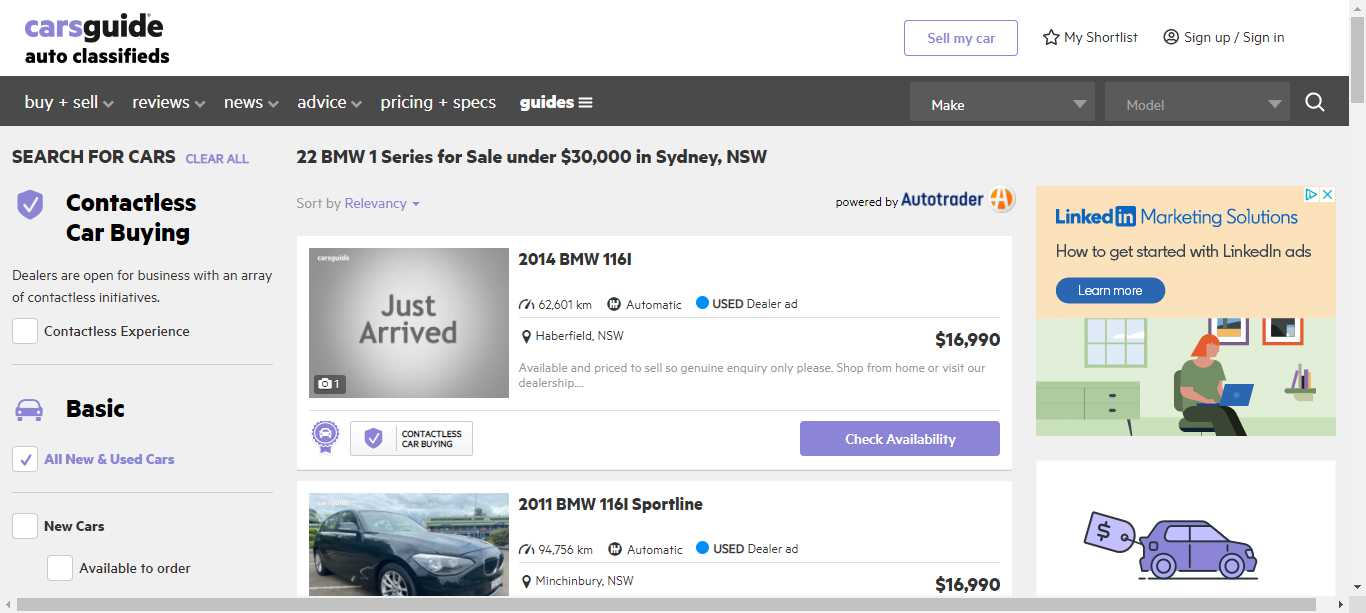 carsguide
auto classifieds
Sell my car
My Shortlist
Sign up / Sign in
buy + sell
reviews
news
advice
pricing + specs
guides
Make
Model
SEARCH FOR CARS CLEAR ALL
Contactless
Car Buying
Dealers are open for business with an array
of contactless initiatives.
Contactless Experience
Basic
All New & Used Cars
New Cars
Available to order
22 BMW 1 Series for Sale under $30,000 in Sydney, NSW
Sort by Relevancy
powered by Autotrader
carsguide
Just
Arrived
1
2014 BMW 116I
62,601 km
Automatic
USED Dealer ad
Haberfield, NSW
$16,990
Available and priced to sell so genuine enquiry only please. Shop from home or visit our
dealership....
CONTACTLESS
CAR BUYING
Check Availability
2011 BMW 116I Sportline
94,756 km
Automatic
USED Dealer ad
Minchinbury, NSW
$16,990
LinkedIn Marketing Solutions
How to get started with LinkedIn ads
Learn more
$